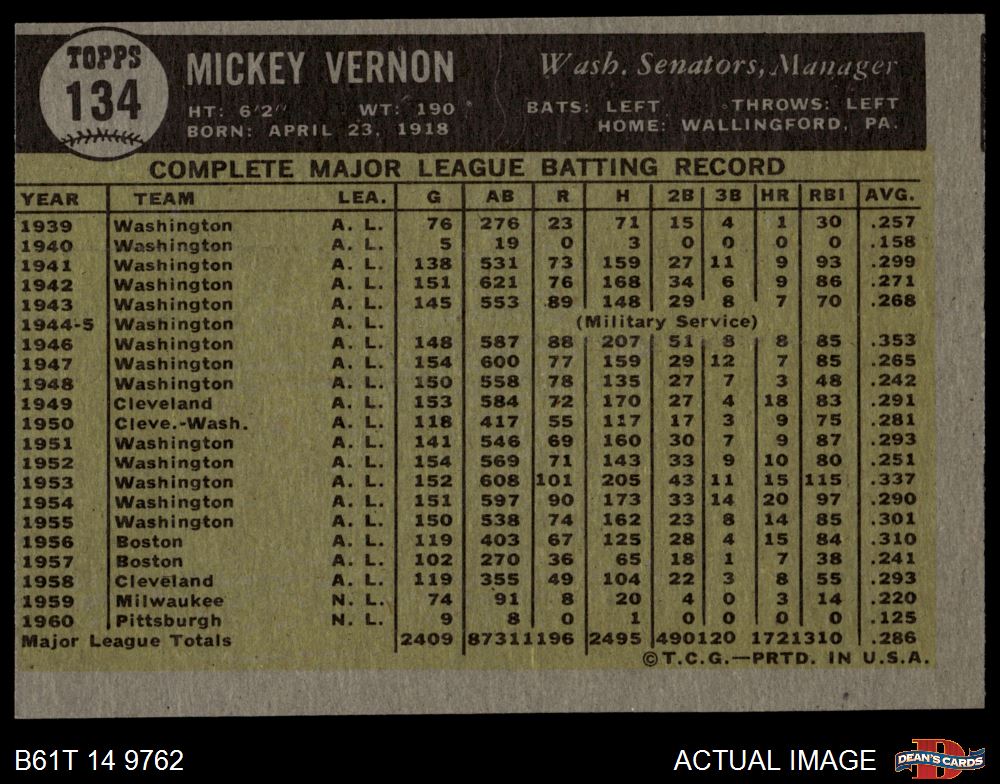 TOPPS
134
MICKEY VERNON Wash. Senators, Manager
HT: 6'2" WT: 190 BATS: LEFT THROWS: LEFT
BORN: APRIL 23, 1918 HOME: WALLINGFORD, PA.
COMPLETE MAJOR LEAGUE BATTING RECORD
YEAR TEAM LEA. G AB R H 2B 3B HR RBI AVG.
1939 Washington A. L. 76 276 23 71 15 4 1 30 .257
1940 Washington A. L. 5 19 0 3 0 0 0 0 .158
1941 Washington A. L. 138 531 73 159 27 11 9 93 .299
1942 Washington A. L. 151 621 76 168 34 6 9 86 .271
1943 Washington A. L. 145 553 89 148 29 8 7 70 .268
1944-5 Washington A. L. (Military Service)
1946 Washington A. L. 148 587 88 207 51 8 8 85 .353
1947 Washington A. L. 154 600 77 159 29 12 7 85 .265
1948 Washington A. L. 150 558 78 135 27 7 3 48 .242
1949 Cleveland A. L. 153 584 72 170 27 4 18 83 .291
1950 Cleve.-Wash. A. L. 118 417 55 117 17 3 9 75 .281
1951 Washington A. L. 141 546 69 160 30 7 9 87 .293
1952 Washington A. L. 154 569 71 143 33 9 10 80 .251
1953 Washington A. L. 152 608 101 205 43 11 15 115 .337
1954 Washington A. L. 151 597 90 173 33 14 20 97 .290
1955 Washington A. L. 150 538 74 162 23 8 14 85 .301
1956 Boston A. L. 119 403 67 125 28 4 15 84 .310
1957 Boston A. L. 102 270 36 65 18 1 7 38 .241
1958 Cleveland A. L. 119 355 49 104 22 3 8 55 .293
1959 Milwaukee N. L. 74 91 8 20 4 0 3 14 .220
1960 Pittsburgh N. L. 9 8 0 1 0 0 0 0 .125
Major League Totals 2409 8731 1196 2495 490 120 172 1310 .286
©T.C.G.—PRTD. IN U.S.A.
B61T 14 9762 ACTUAL IMAGE DEAN'S CARDS